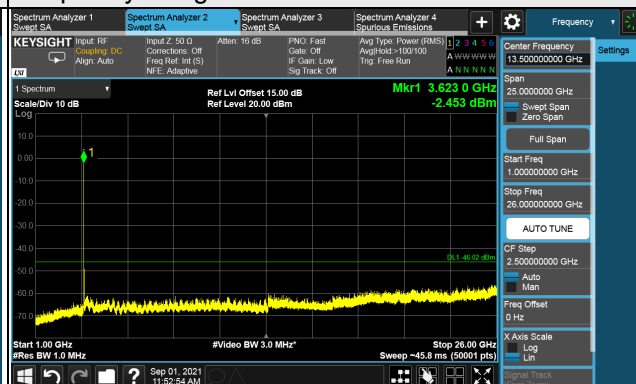 Spectrum Analyzer 1
Swept SA
Spectrum Analyzer 2
Swept SA
Spectrum Analyzer 3
Swept SA
Spectrum Analyzer 4
Spurious Emissions
Frequency
KEYSIGHT
Input: RF
Coupling: DC
Align: Auto
Input Z: 50 Ω
Corrections: Off
Freq Ref: Int (S)
NFE: Adaptive
Atten: 16 dB
PNO: Fast
Gate: Off
IF Gain: Low
Sig Track: Off
Avg Type: Power (RMS)
Avg|Hold:>100/100
Trig: Free Run
1 2 3 4 5 6
A W W W W W
A N N N N N
LXI
1 Spectrum
Scale/Div 10 dB
Log
Ref Lvl Offset 15.00 dB
Ref Level 20.00 dBm
Mkr1 3.623 0 GHz
-2.453 dBm
10.0
0.00
-10.0
-20.0
-30.0
-40.0
-50.0
-60.0
-70.0
1
DL1 -46.02 dBm
Start 1.00 GHz
#Res BW 1.0 MHz
#Video BW 3.0 MHz*
Stop 26.00 GHz
Sweep ~45.8 ms (50001 pts)
Sep 01, 2021
11:52:54 AM
Center Frequency
13.500000000 GHz
Span
25.0000000 GHz
Swept Span
Zero Span
Full Span
Start Freq
1.000000000 GHz
Stop Freq
26.000000000 GHz
AUTO TUNE
CF Step
2.500000000 GHz
Auto
Man
Freq Offset
0 Hz
X Axis Scale
Log
Lin
Signal Track
Settings